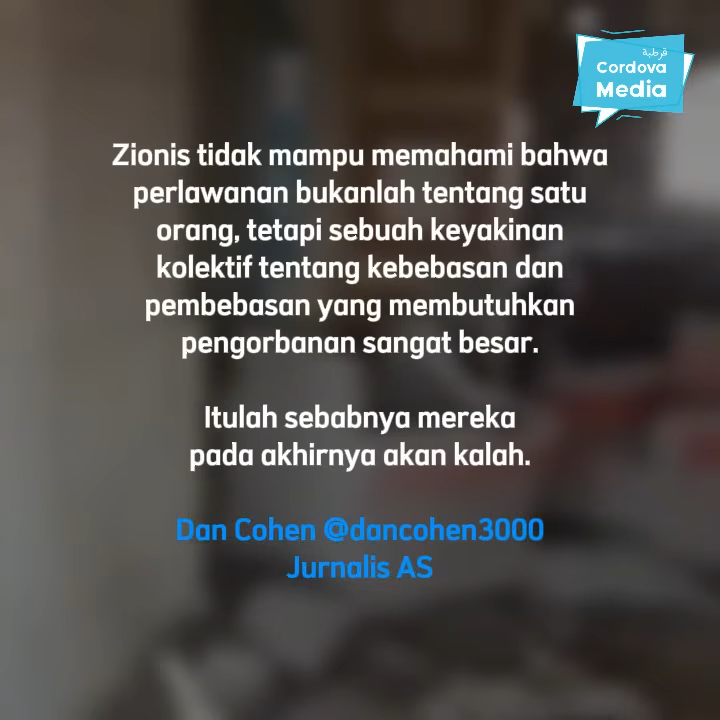 قرطبة
Cordova
Media
Zionis tidak mampu memahami bahwa
perlawanan bukanlah tentang satu
orang, tetapi sebuah keyakinan
kolektif tentang kebebasan dan
pembebasan yang membutuhkan
pengorbanan sangat besar.
Itulah sebabnya mereka
pada akhirnya akan kalah.
Dan Cohen @dancohen3000
Jurnalis AS